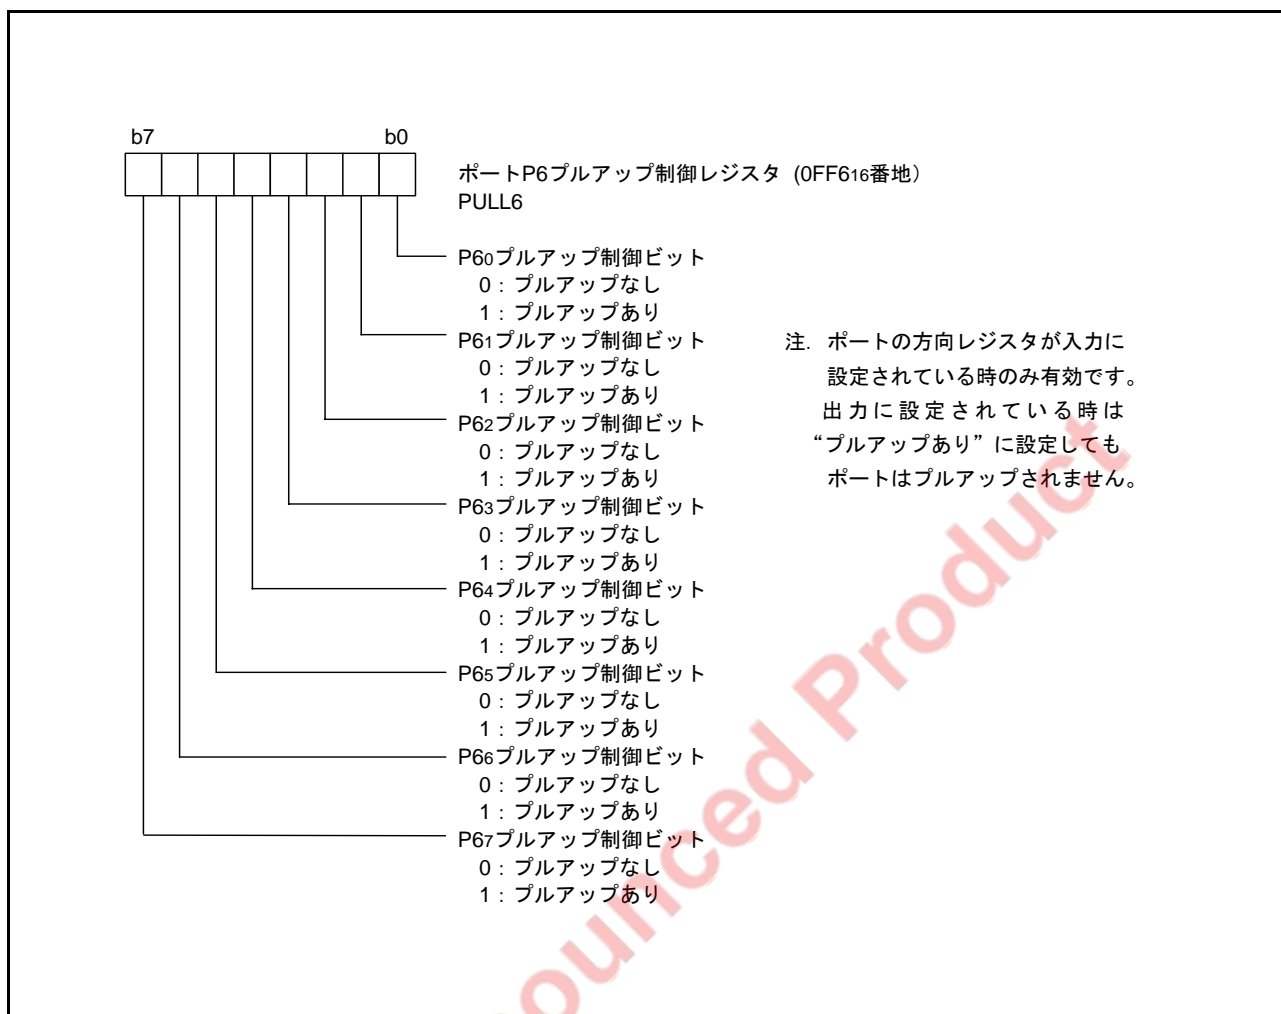 b7 b0
ポートP6プルアップ制御レジスタ (0FF616番地)
PULL6
P60プルアップ制御ビット
0：プルアップなし
1：プルアップあり
P61プルアップ制御ビット
0：プルアップなし
1：プルアップあり
P62プルアップ制御ビット
0：プルアップなし
1：プルアップあり
P63プルアップ制御ビット
0：プルアップなし
1：プルアップあり
P64プルアップ制御ビット
0：プルアップなし
1：プルアップあり
P65プルアップ制御ビット
0：プルアップなし
1：プルアップあり
P66プルアップ制御ビット
0：プルアップなし
1：プルアップあり
P67プルアップ制御ビット
0：プルアップなし
1：プルアップあり
注. ポートの方向レジスタが入力に
設定されている時のみ有効です。
出力に設定されている時は
“プルアップあり”に設定しても
ポートはプルアップされません。
ounced Product